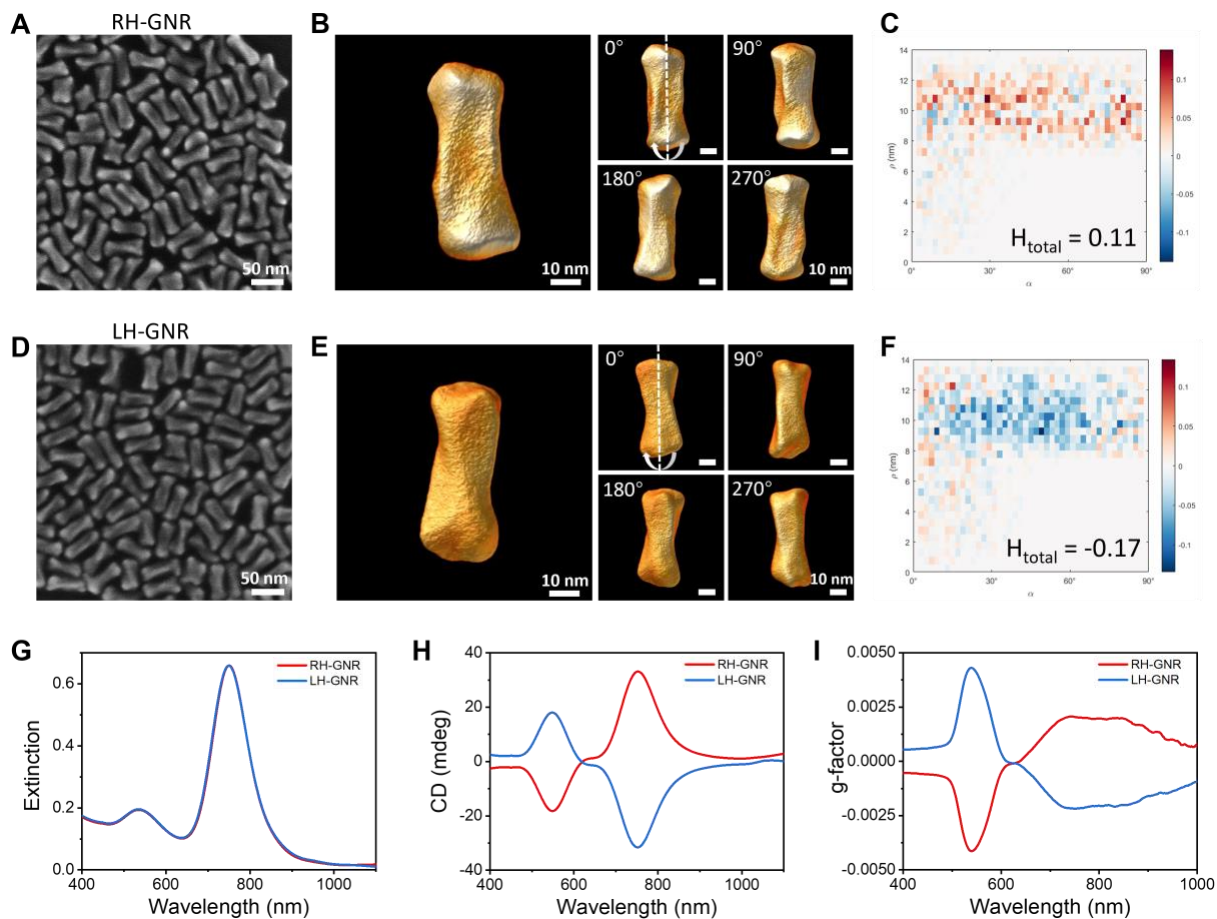 RH-GNR
A
50 nm
B
10 nm
0°
90°
180°
270°
10 nm
C
14
12
10
8
6
4
2
0
ρ (nm)
0°
30°
60°
90°
α
H_total = 0.11
0.1
0.05
0
-0.05
-0.1
LH-GNR
D
50 nm
E
10 nm
0°
90°
180°
270°
10 nm
F
14
12
10
8
6
4
2
0
ρ (nm)
0°
30°
60°
90°
α
H_total = -0.17
0.1
0.05
0
-0.05
-0.1
G
Extinction
0.6
0.4
0.2
0.0
400
600
800
1000
Wavelength (nm)
RH-GNR
LH-GNR
H
CD (mdeg)
40
20
0
-20
-40
400
600
800
1000
Wavelength (nm)
RH-GNR
LH-GNR
I
g-factor
0.0050
0.0025
0.0000
-0.0025
-0.0050
400
600
800
1000
Wavelength (nm)
RH-GNR
LH-GNR